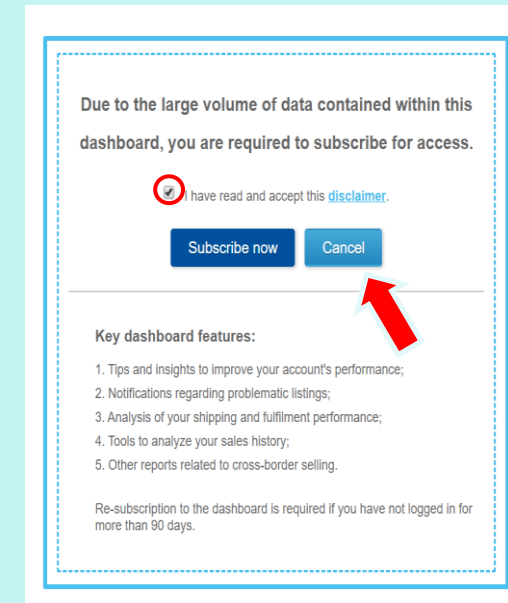 Due to the large volume of data contained within this
dashboard, you are required to subscribe for access.
I have read and accept this disclaimer.
Subscribe now
Cancel
Key dashboard features:
1. Tips and insights to improve your account's performance;
2. Notifications regarding problematic listings;
3. Analysis of your shipping and fulfilment performance;
4. Tools to analyze your sales history;
5. Other reports related to cross-border selling.
Re-subscription to the dashboard is required if you have not logged in for
more than 90 days.